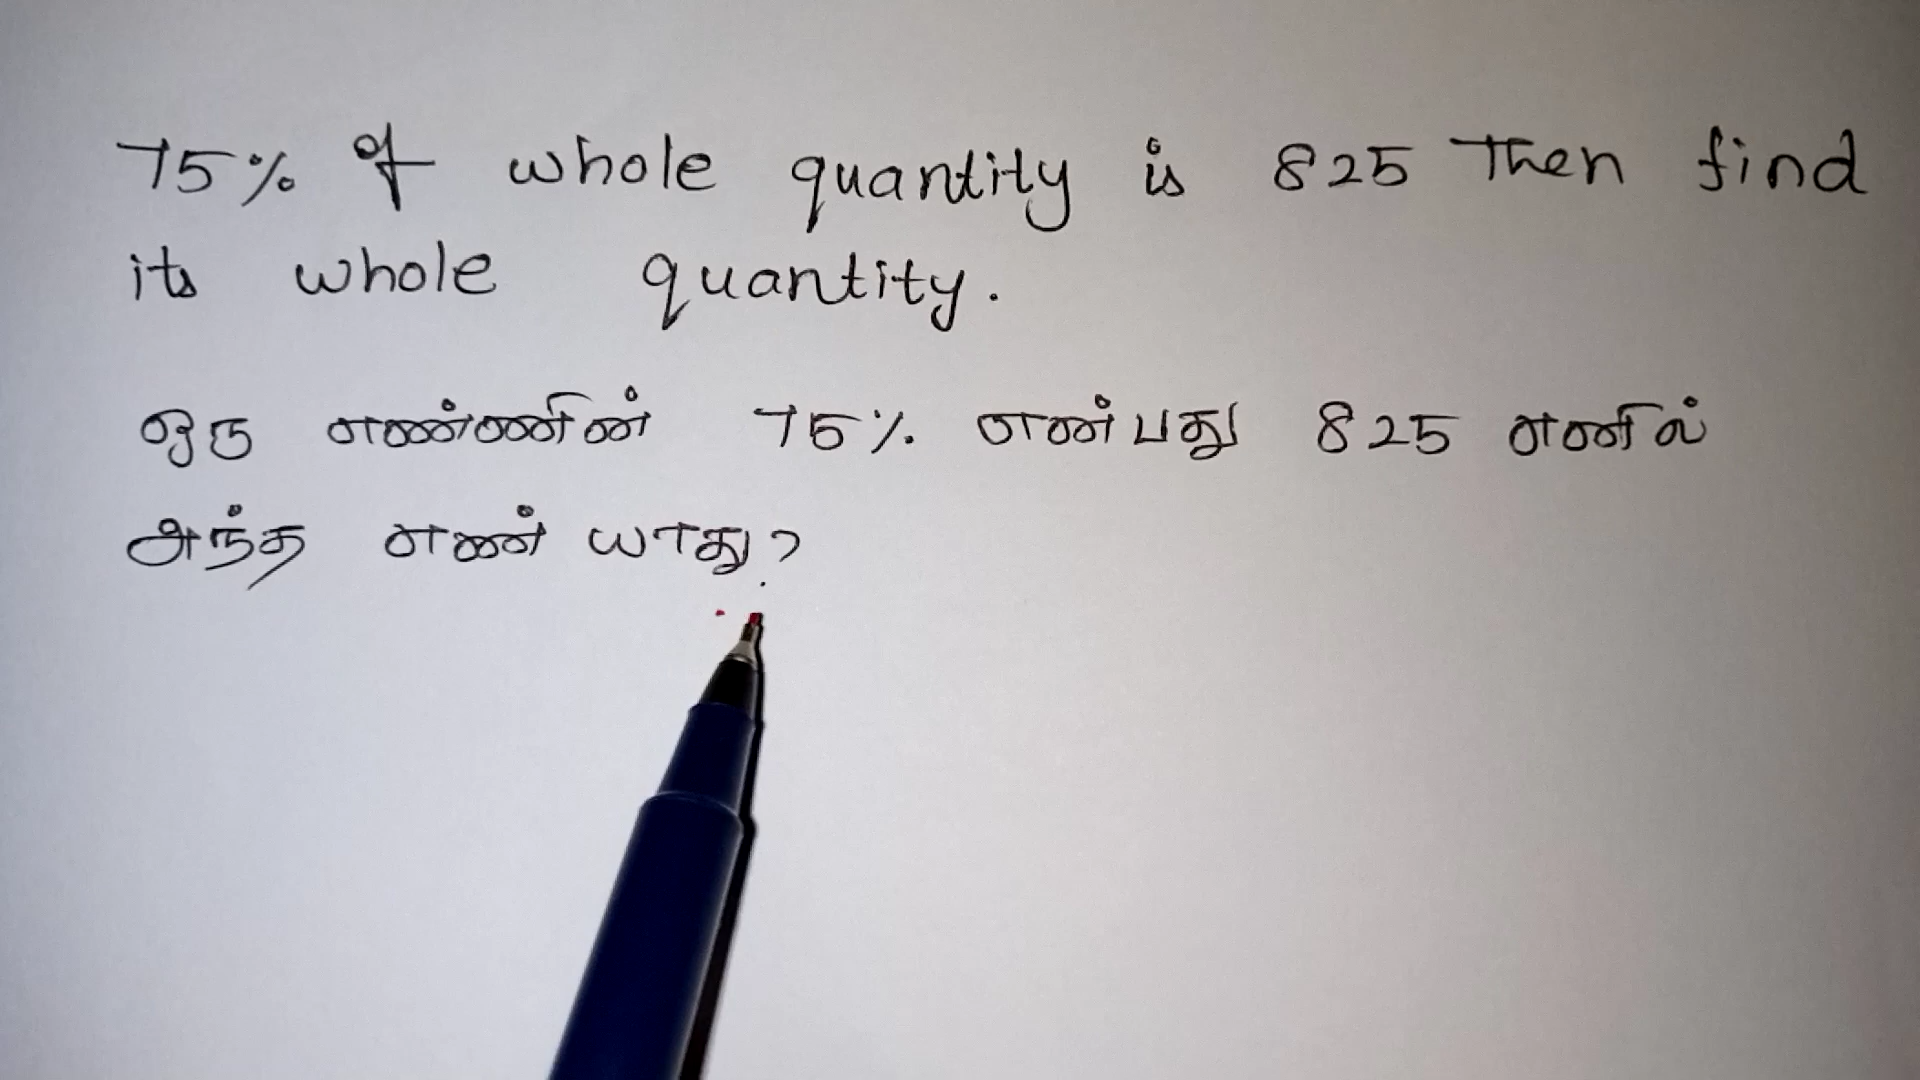 75% of whole quantity is 825 Then find
its whole quantity.
ஒரு எண்ணின் 75% என்பது 825 எனில்
அந்த எண் யாது?